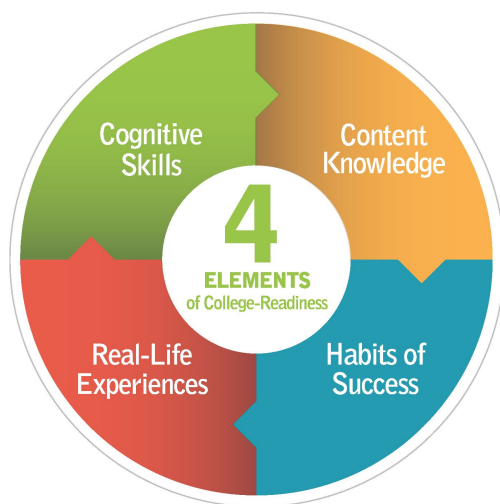 Cognitive
Skills
Content
Knowledge
4
ELEMENTS
of College-Readiness
Real-Life
Experiences
Habits of
Success